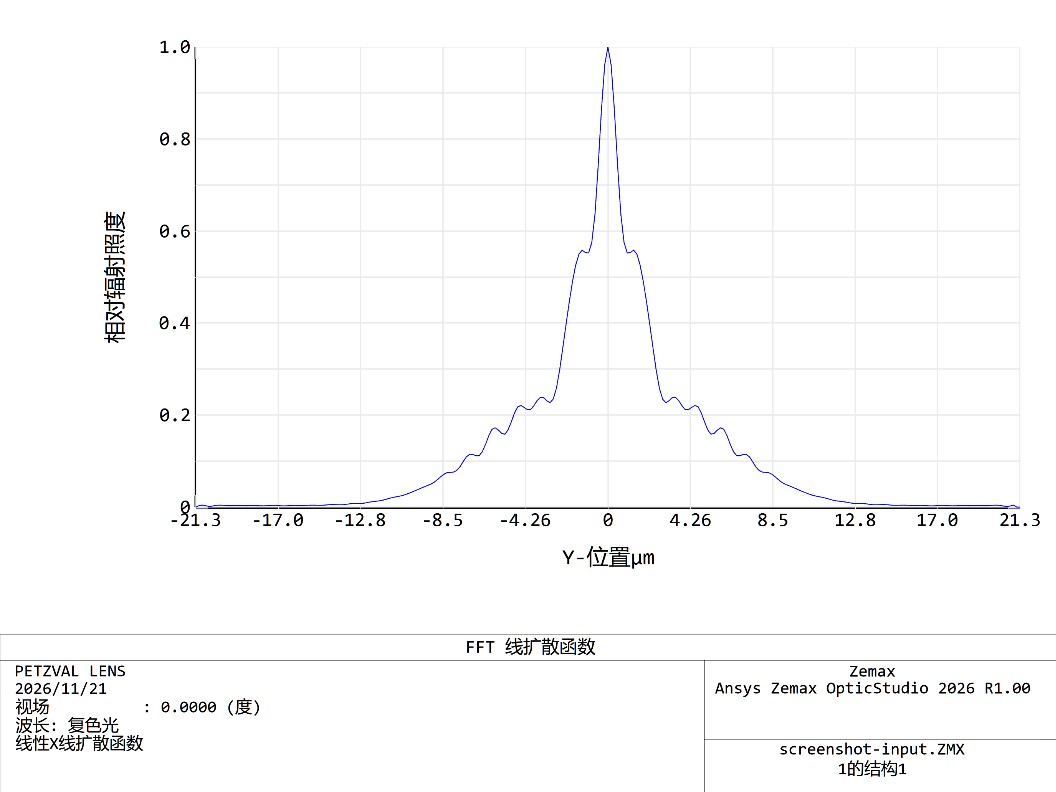 1.0
0.8
0.6
0.4
0.2
0
相对辐射照度
-21.3 -17.0 -12.8 -8.5 -4.26 0 4.26 8.5 12.8 17.0 21.3
Y-位置µm
FFT 线扩散函数
PETZVAL LENS
2026/11/21
视场 : 0.0000 (度)
波长: 复色光
线性X线扩散函数
Zemax
Ansys Zemax OpticStudio 2026 R1.00
screenshot-input.ZMX
1的结构1